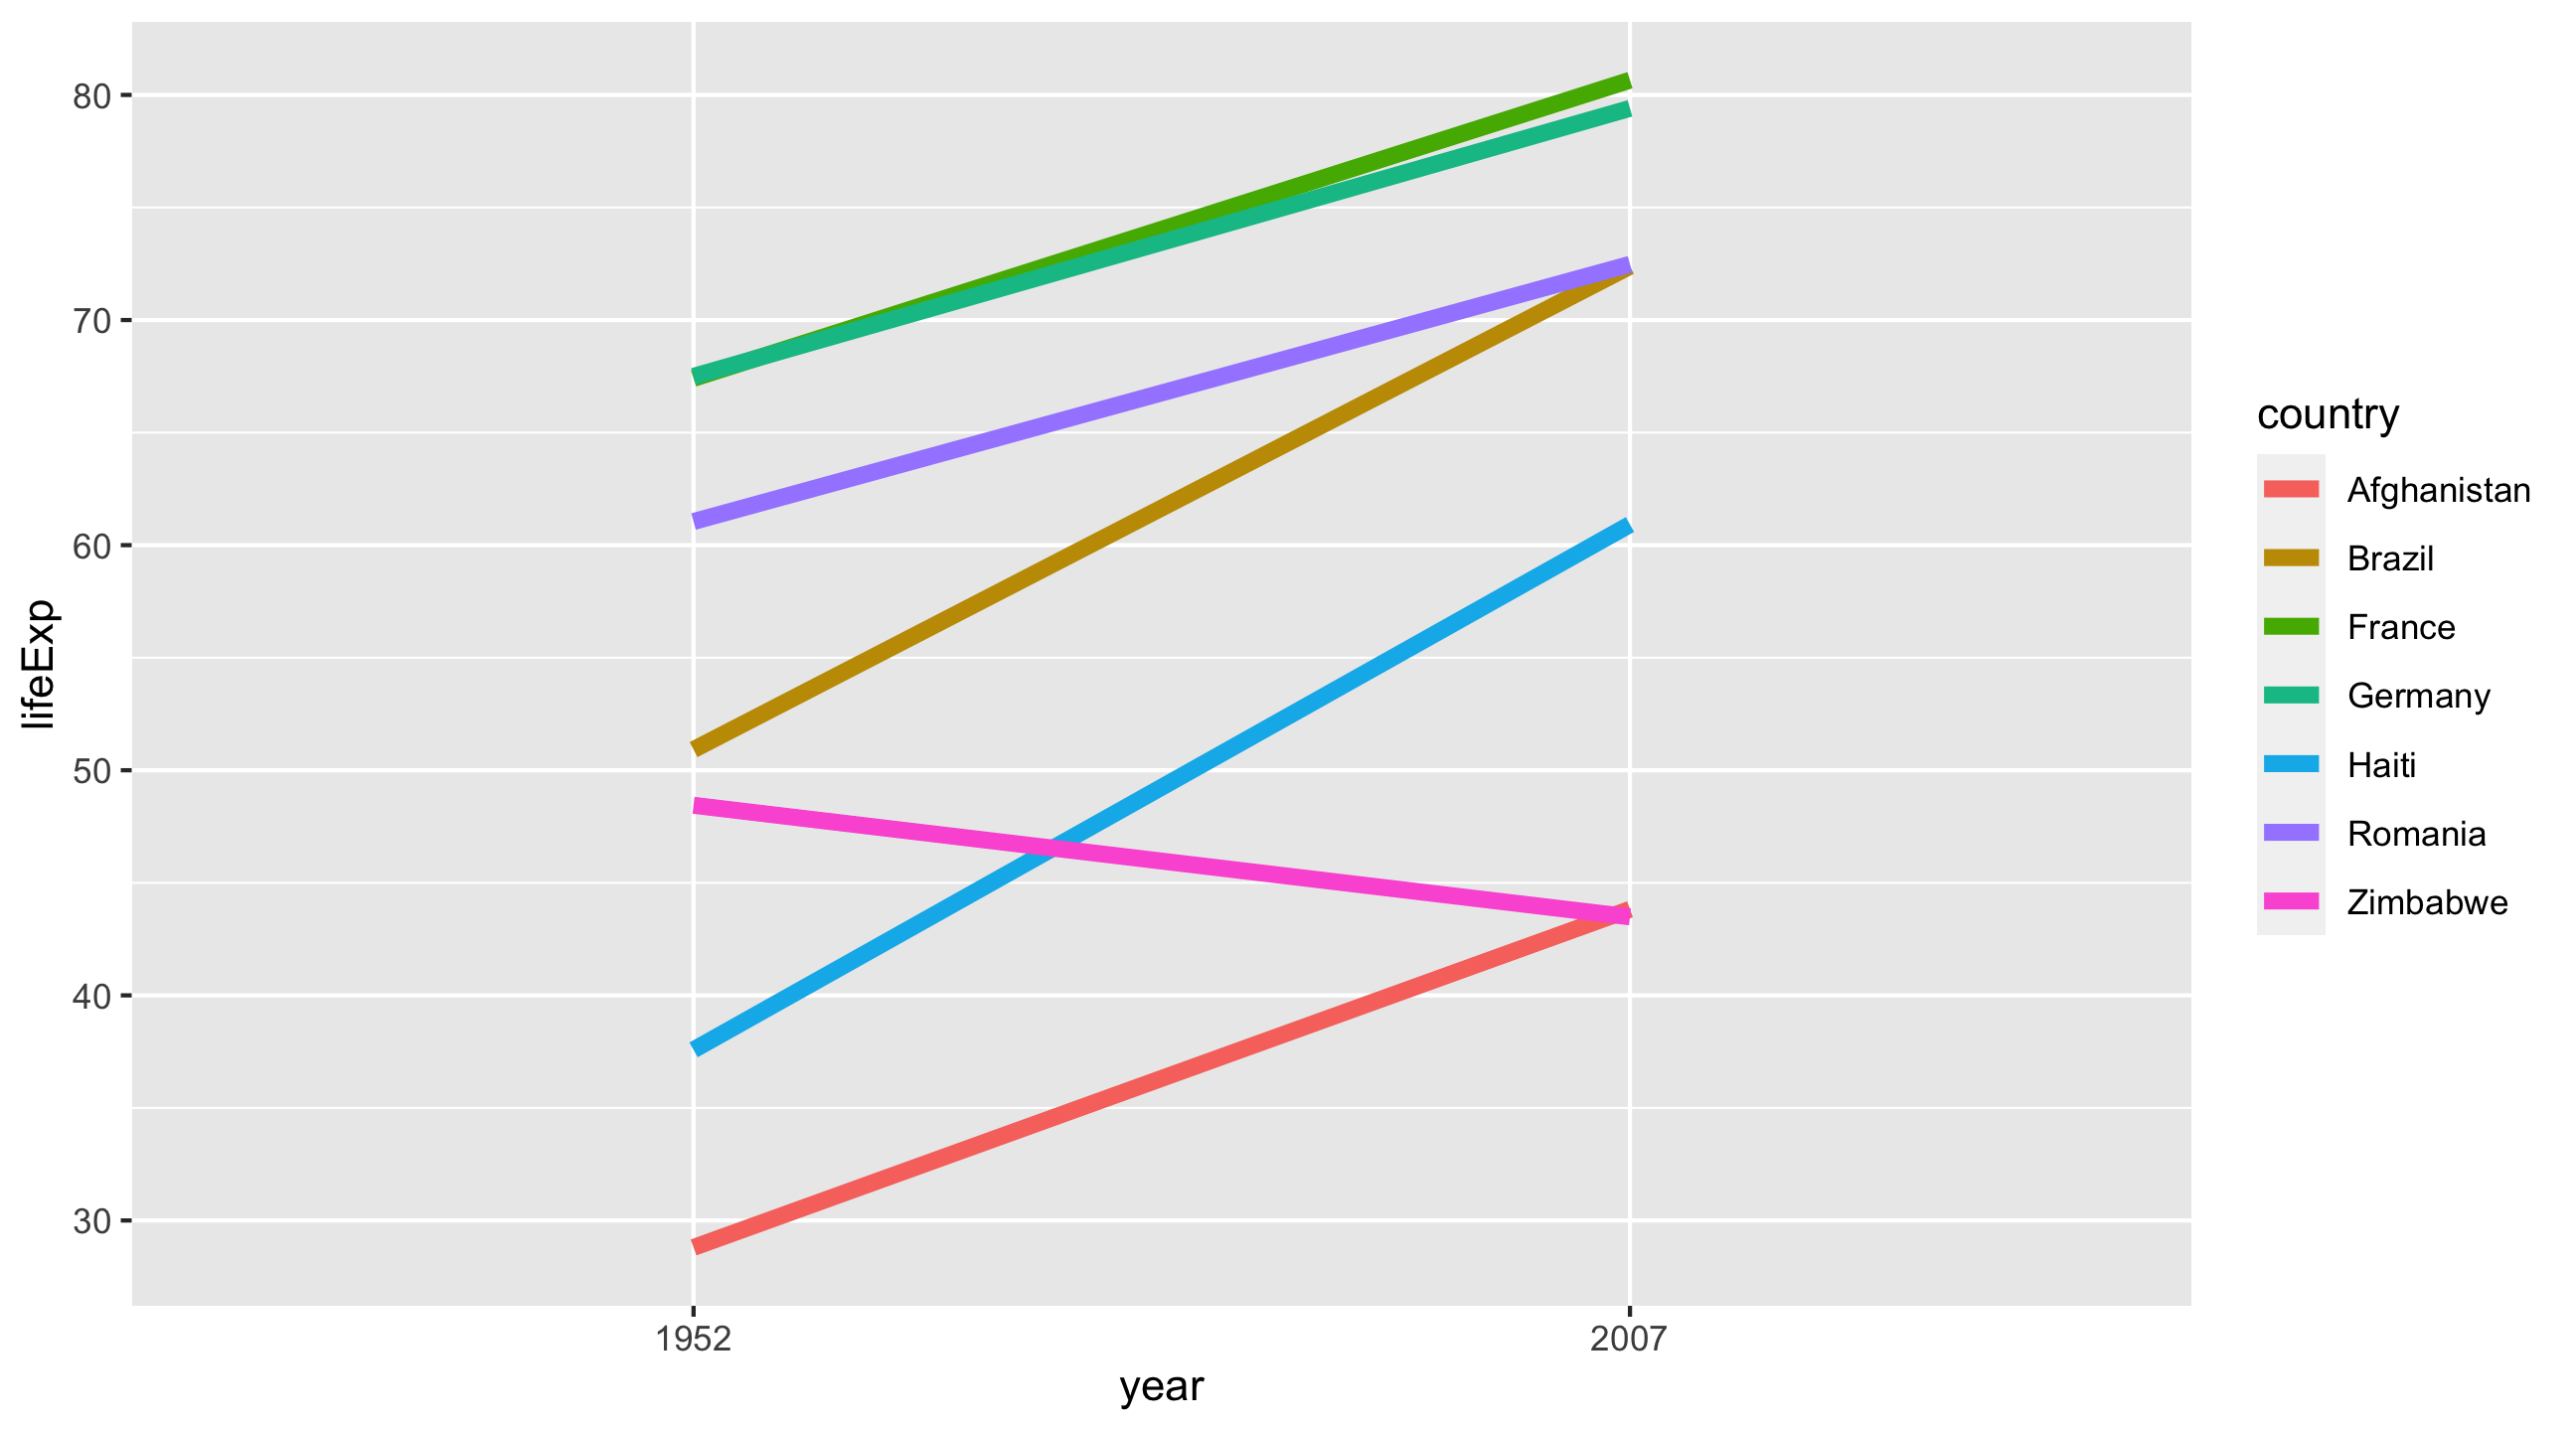 80
70
60
50
40
30
lifeExp
1952
2007
year
country
Afghanistan
Brazil
France
Germany
Haiti
Romania
Zimbabwe